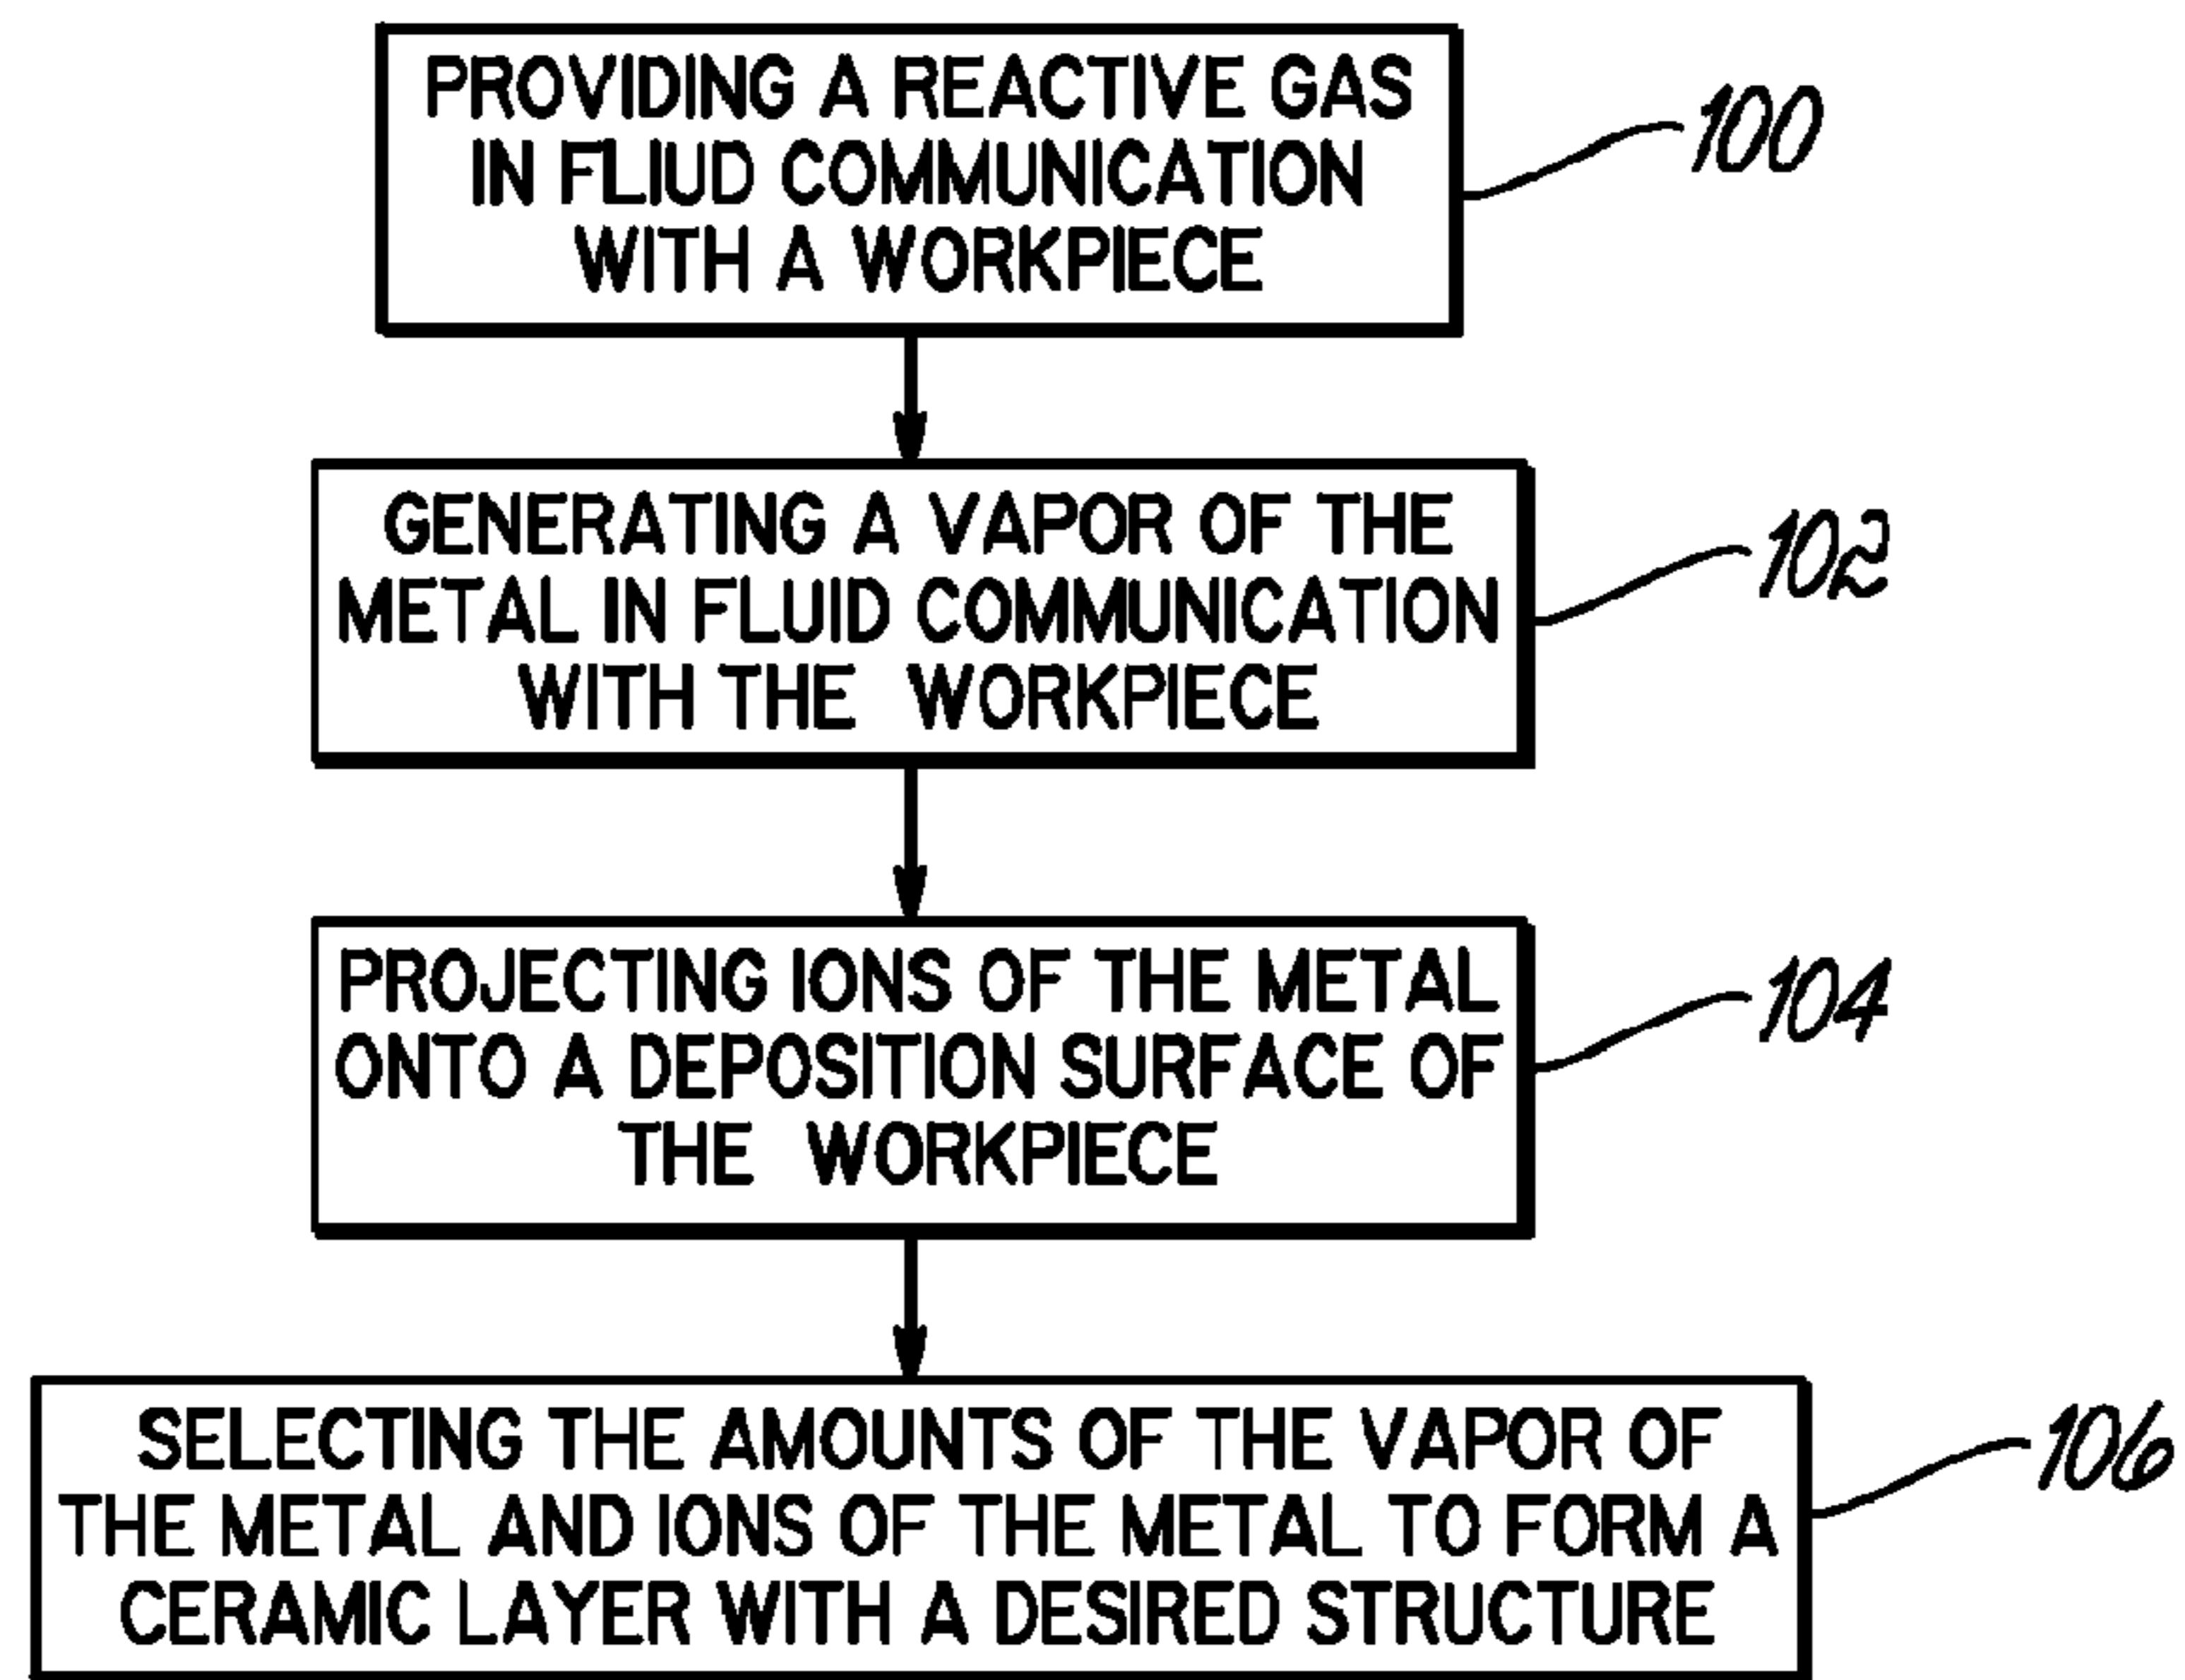 PROVIDING A REACTIVE GAS
IN FLIUD COMMUNICATION
WITH A WORKPIECE
100
GENERATING A VAPOR OF THE
METAL IN FLUID COMMUNICATION
WITH THE WORKPIECE
102
PROJECTING IONS OF THE METAL
ONTO A DEPOSITION SURFACE OF
THE WORKPIECE
104
SELECTING THE AMOUNTS OF THE VAPOR OF
THE METAL AND IONS OF THE METAL TO FORM A
CERAMIC LAYER WITH A DESIRED STRUCTURE
106